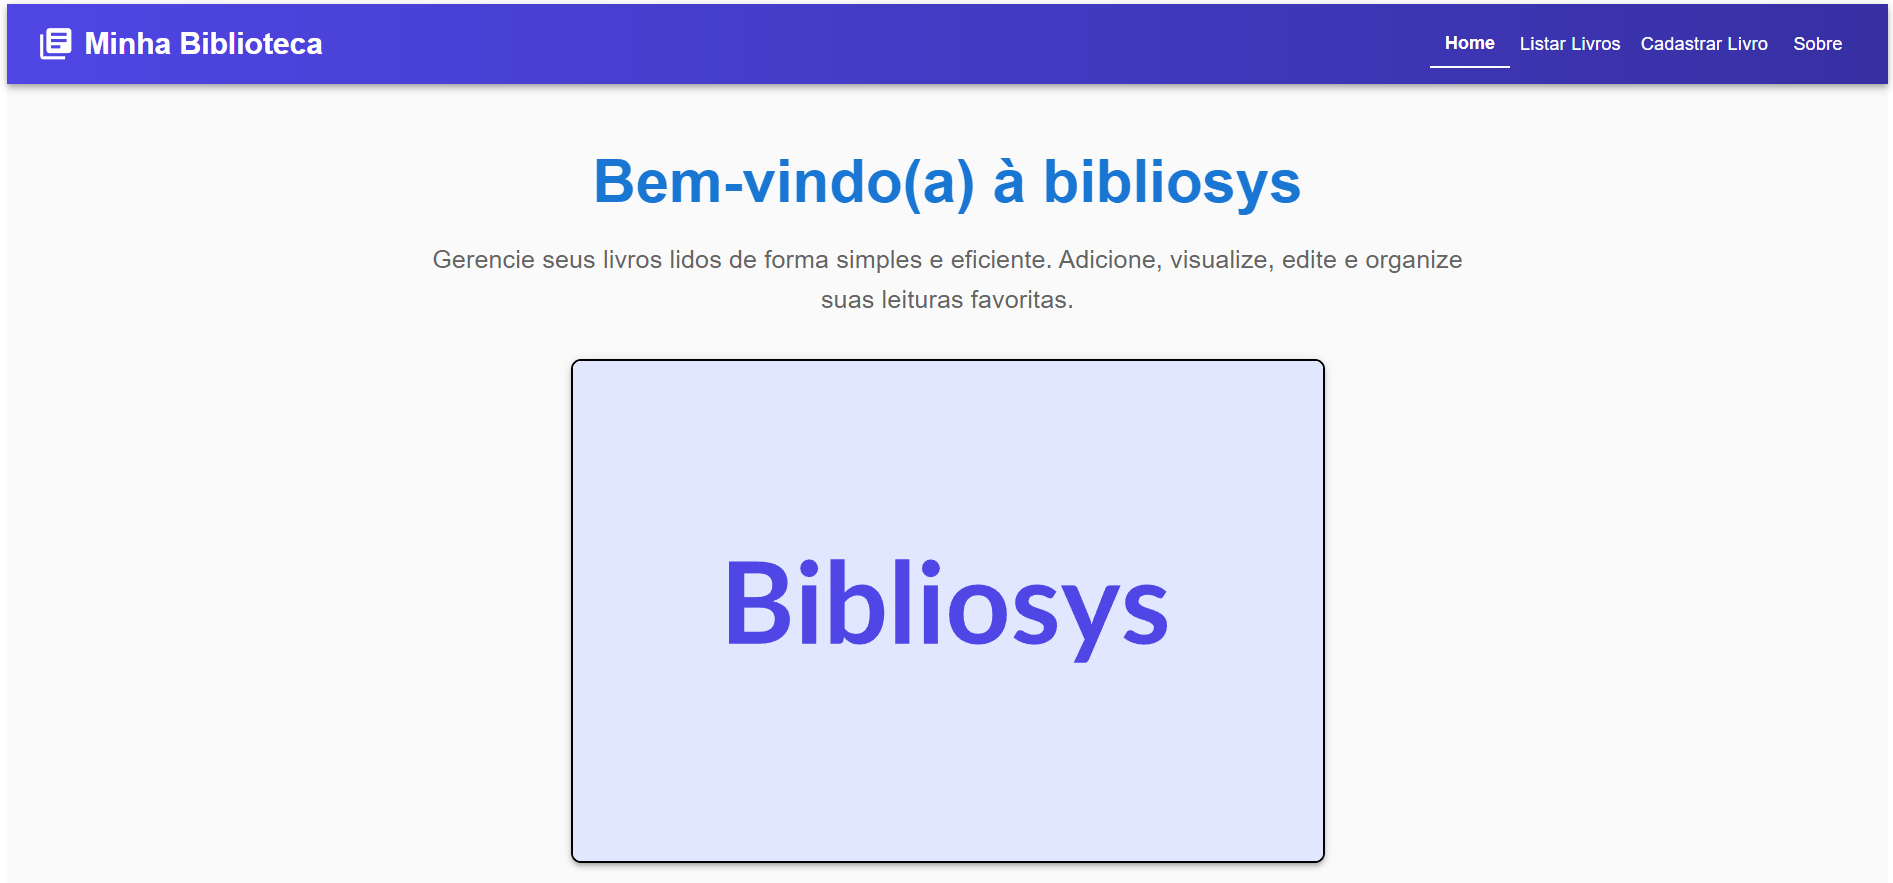 Minha Biblioteca
Home Listar Livros Cadastrar Livro Sobre
Bem-vindo(a) à bibliosys
Gerencie seus livros lidos de forma simples e eficiente. Adicione, visualize, edite e organize
suas leituras favoritas.
Bibliosys